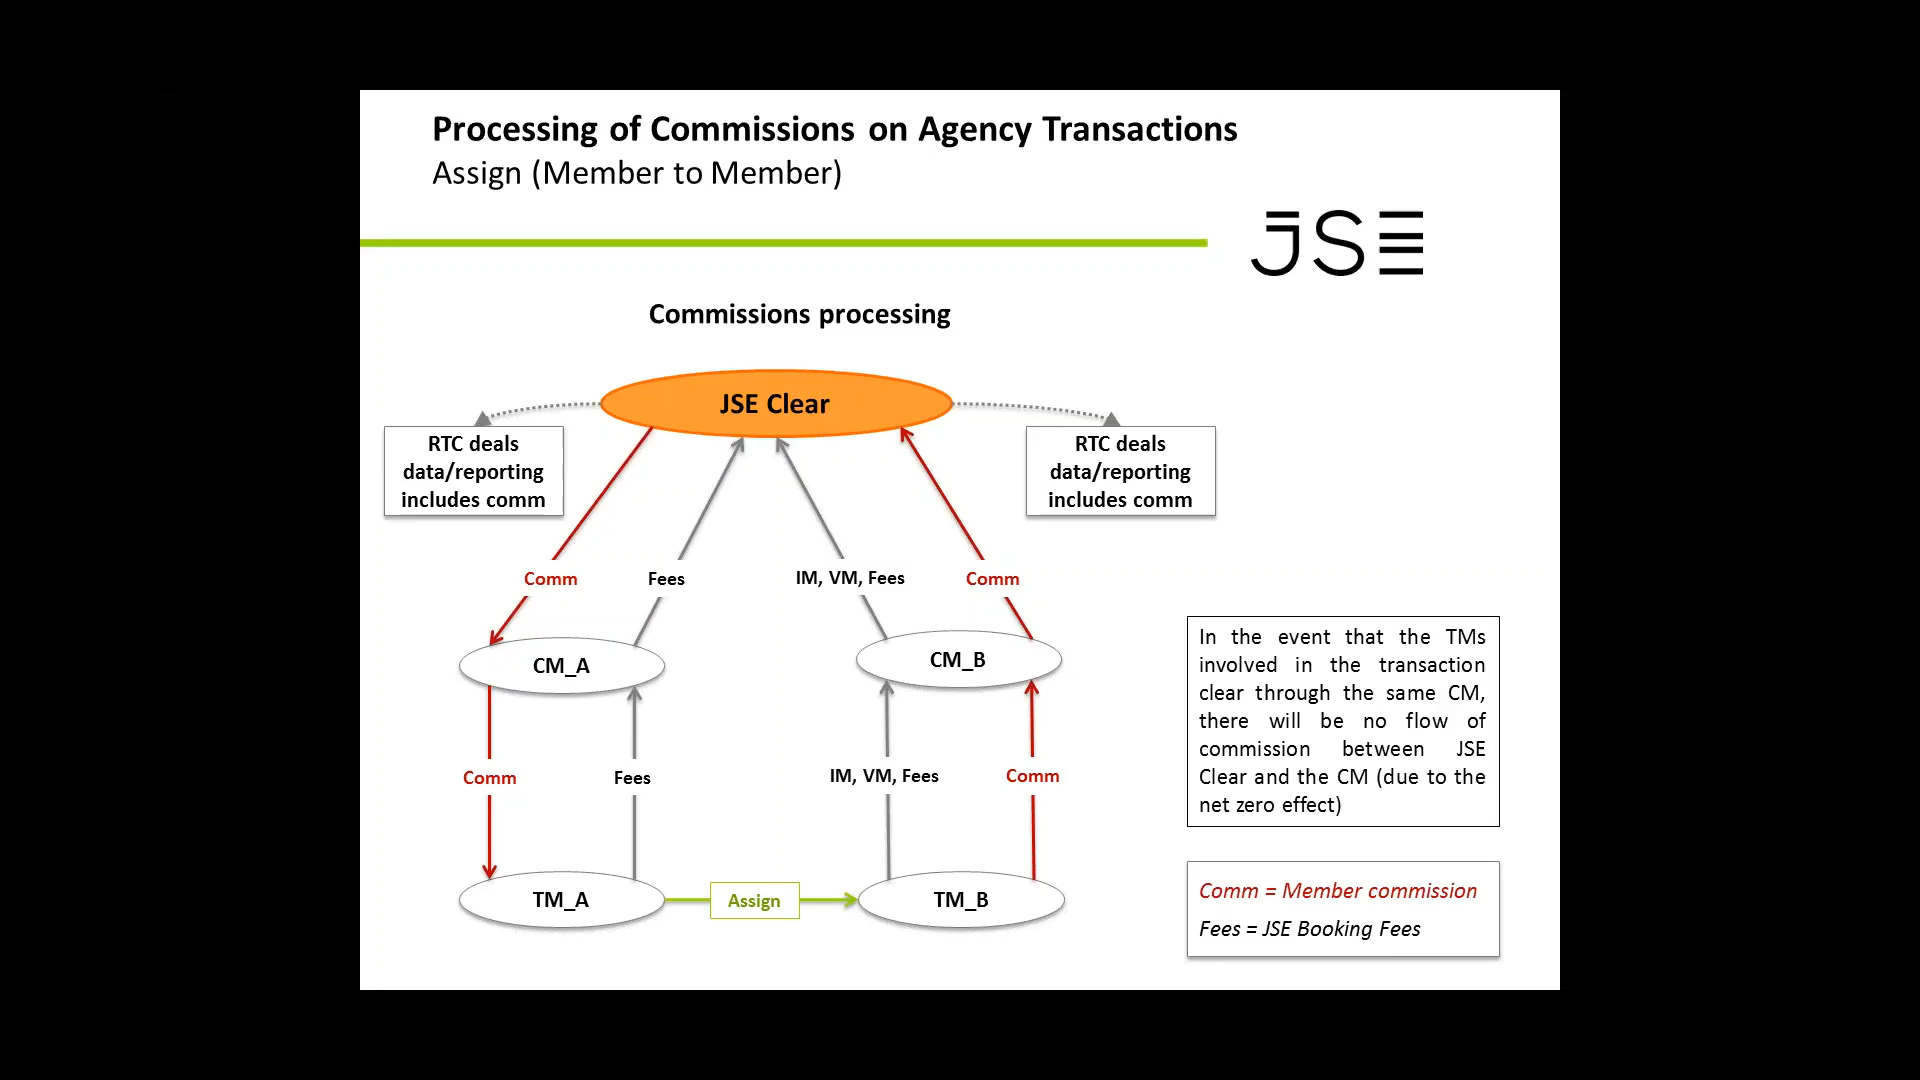 Processing of Commissions on Agency Transactions
Assign (Member to Member)
JSE
Commissions processing
JSE Clear
RTC deals
data/reporting
includes comm
RTC deals
data/reporting
includes comm
Comm
Fees
IM, VM, Fees
Comm
CM_A
CM_B
In the event that the TMs
involved in the transaction
clear through the same CM,
there will be no flow of
commission between JSE
Clear and the CM (due to the
net zero effect)
Comm
Fees
IM, VM, Fees
Comm
TM_A
Assign
TM_B
Comm = Member commission
Fees = JSE Booking Fees